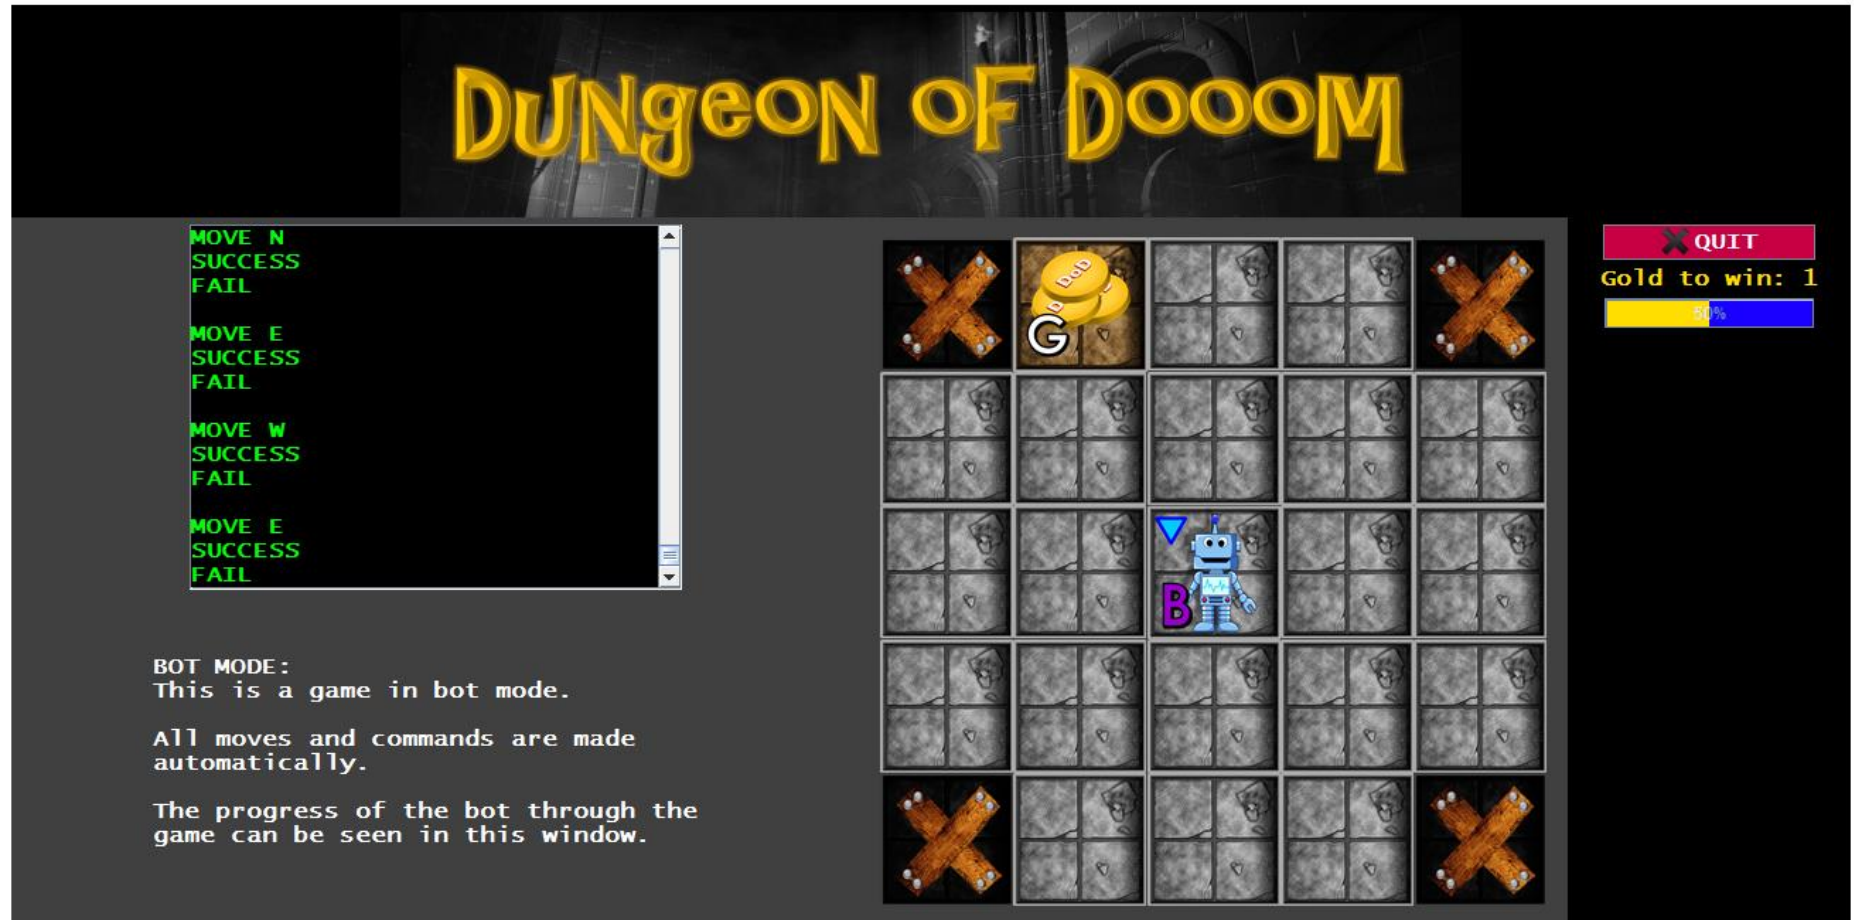 DUNgeON OF DOOOM
MOVE N
SUCCESS
FAIL
MOVE E
SUCCESS
FAIL
MOVE W
SUCCESS
FAIL
MOVE E
SUCCESS
FAIL
BOT MODE:
This is a game in bot mode.
All moves and commands are made
automatically.
The progress of the bot through the
game can be seen in this window.
DoD
D
G
B
QUIT
Gold to win: 1
50%